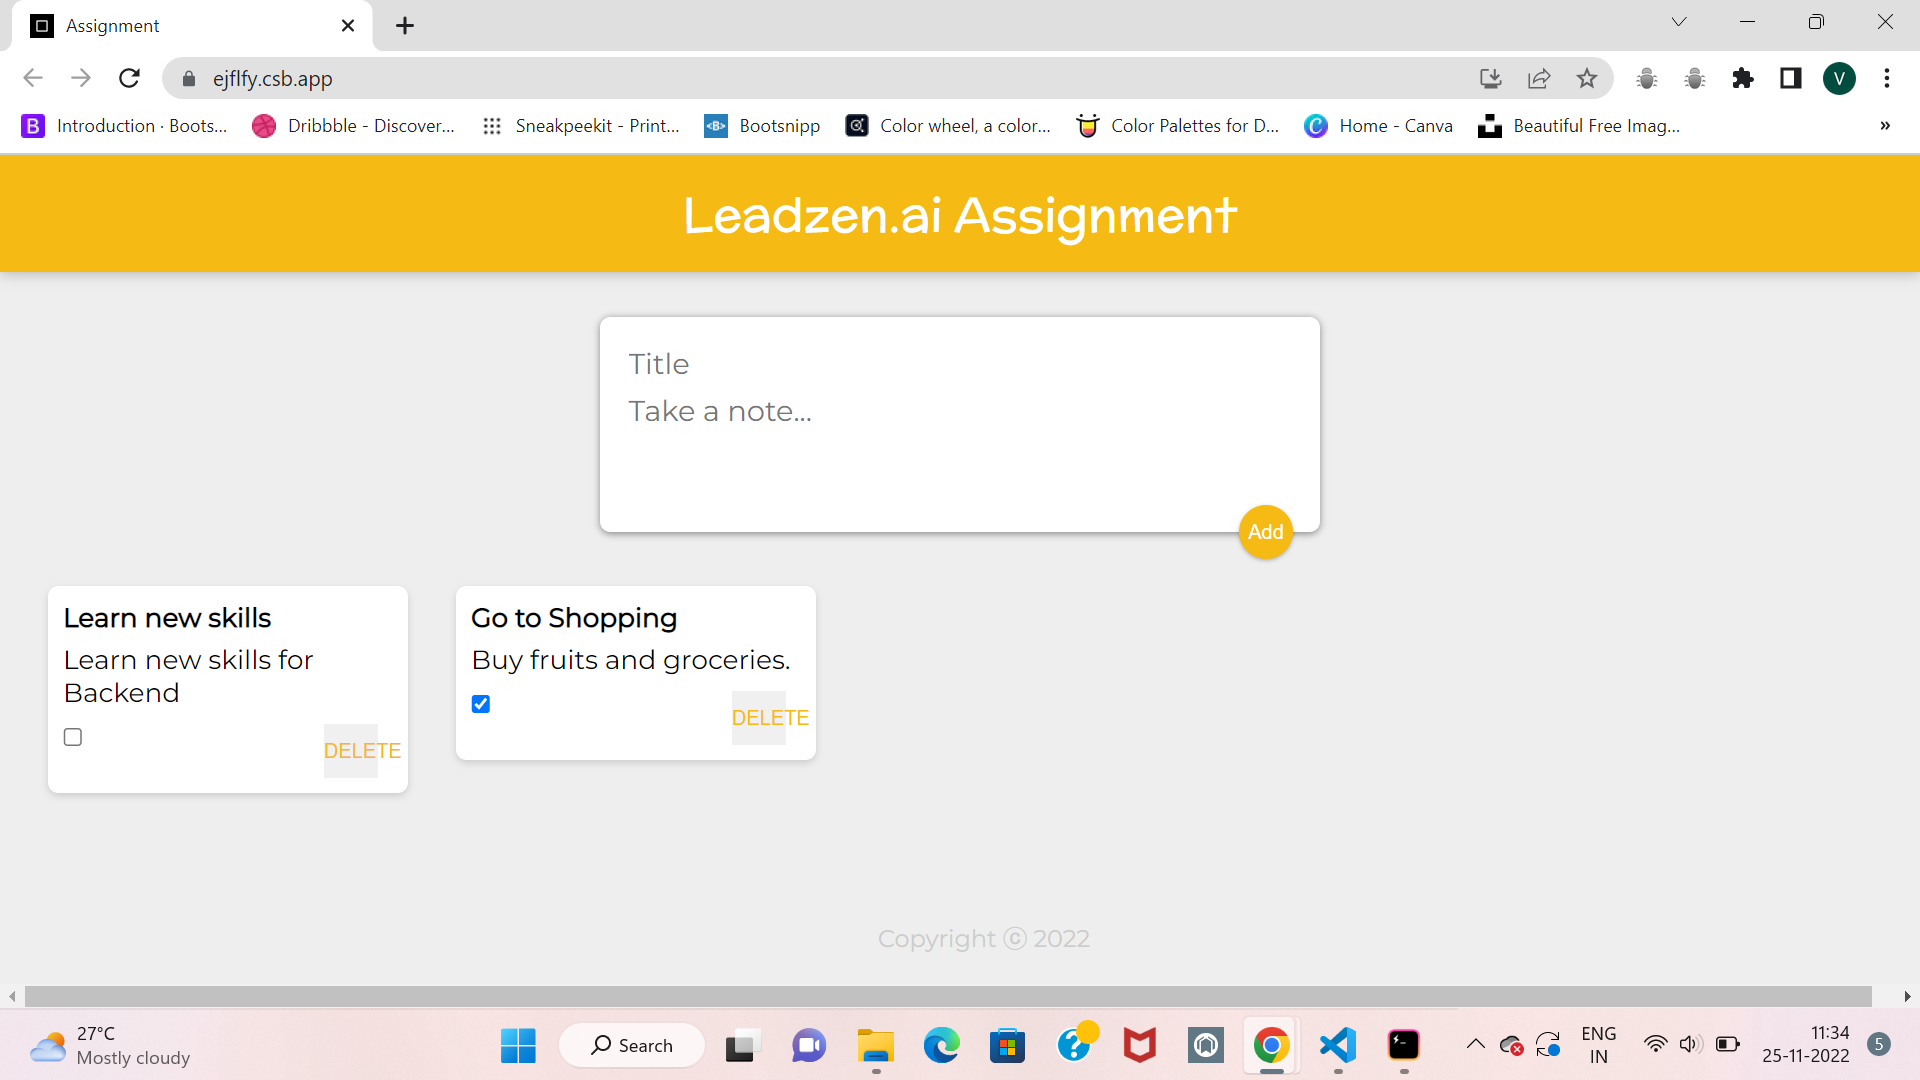 Assignment
ejflfy.csb.app
V
Introduction · Boots...
Dribbble - Discover...
Sneakpeekit - Print...
Bootsnipp
Color wheel, a color...
Color Palettes for D...
Home - Canva
Beautiful Free Imag...
»
Leadzen.ai Assignment
Title
Take a note...
Add
Learn new skills
Learn new skills for
Backend
DELETE
Go to Shopping
Buy fruits and groceries.
DELETE
Copyright ⓒ 2022
27°C
Mostly cloudy
Search
ENG
IN
11:34
25-11-2022
5